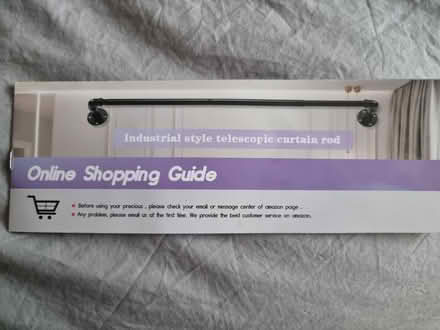 Industrial style telescopic curtain rod
Online Shopping Guide
Before using your precious , please check your email or message center of amazon page .
Any problem, please email us at the first time. We provide the best customer service on amazon.